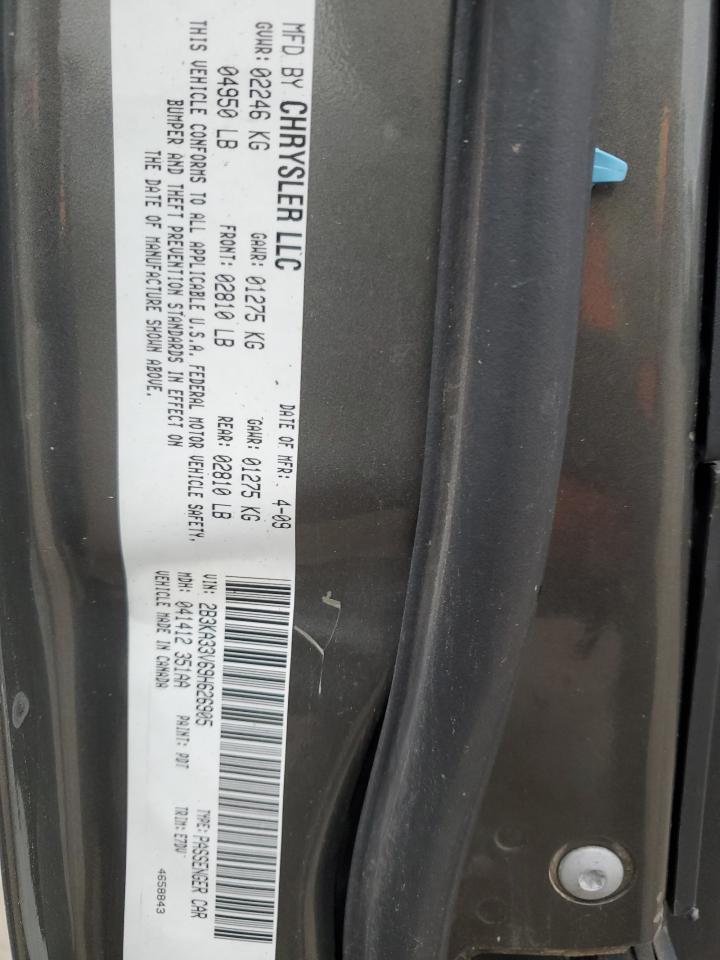 MFD BY CHRYSLER LLC
DATE OF MFR: 4-09
GVWR: 02246 KG GAWR: 01275 KG GAWR: 01275 KG
04950 LB FRONT: 02810 LB REAR: 02810 LB
THIS VEHICLE CONFORMS TO ALL APPLICABLE U.S.A. FEDERAL MOTOR VEHICLE SAFETY,
BUMPER AND THEFT PREVENTION STANDARDS IN EFFECT ON
THE DATE OF MANUFACTURE SHOWN ABOVE.
VIN: 2B3KA33V69H626905 TYPE: PASSENGER CAR
MDH: 041412 351AA PAINT: PDT TRIM: E7DV
VEHICLE MADE IN CANADA 4658843